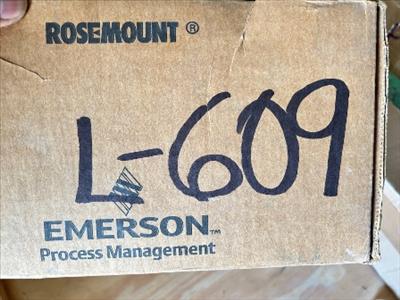 ROSEMOUNT ®
L-609
EMERSON™
Process Management